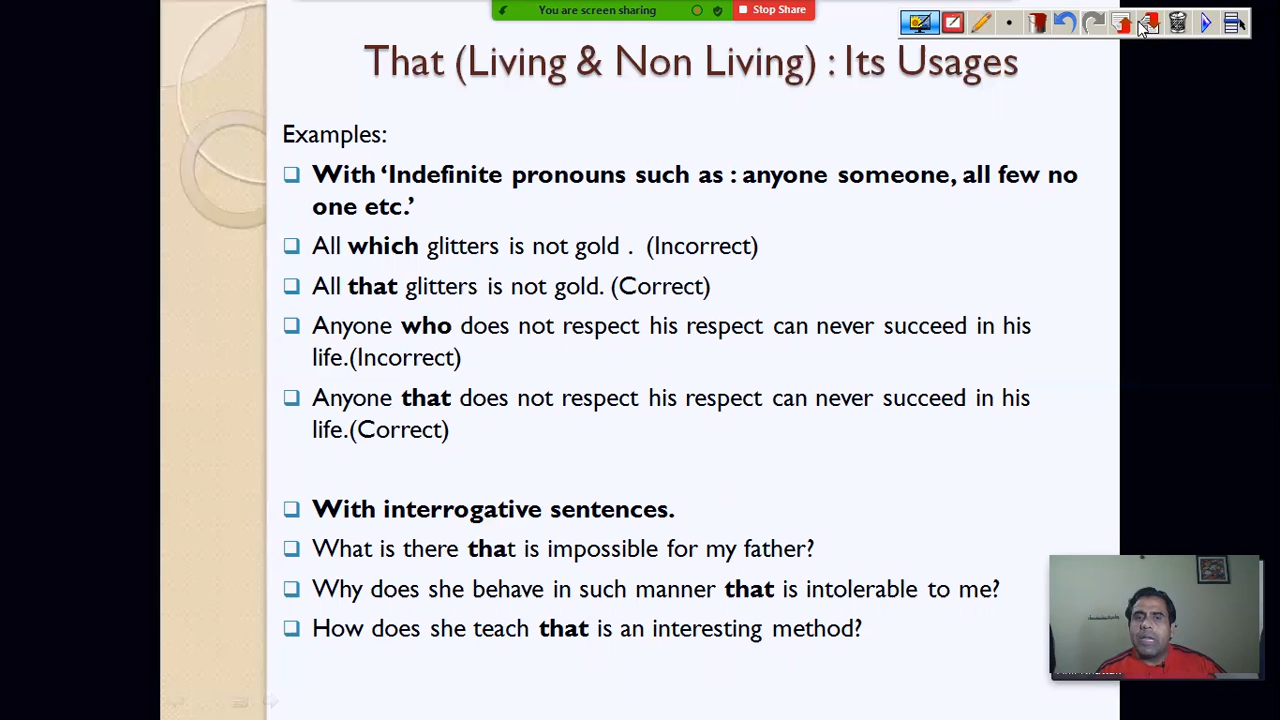 You are screen sharing
Stop Share
That (Living & Non Living) : Its Usages
Examples:
With ‘Indefinite pronouns such as : anyone someone, all few no
one etc.’
All which glitters is not gold . (Incorrect)
All that glitters is not gold. (Correct)
Anyone who does not respect his respect can never succeed in his
life.(Incorrect)
Anyone that does not respect his respect can never succeed in his
life.(Correct)
With interrogative sentences.
What is there that is impossible for my father?
Why does she behave in such manner that is intolerable to me?
How does she teach that is an interesting method?